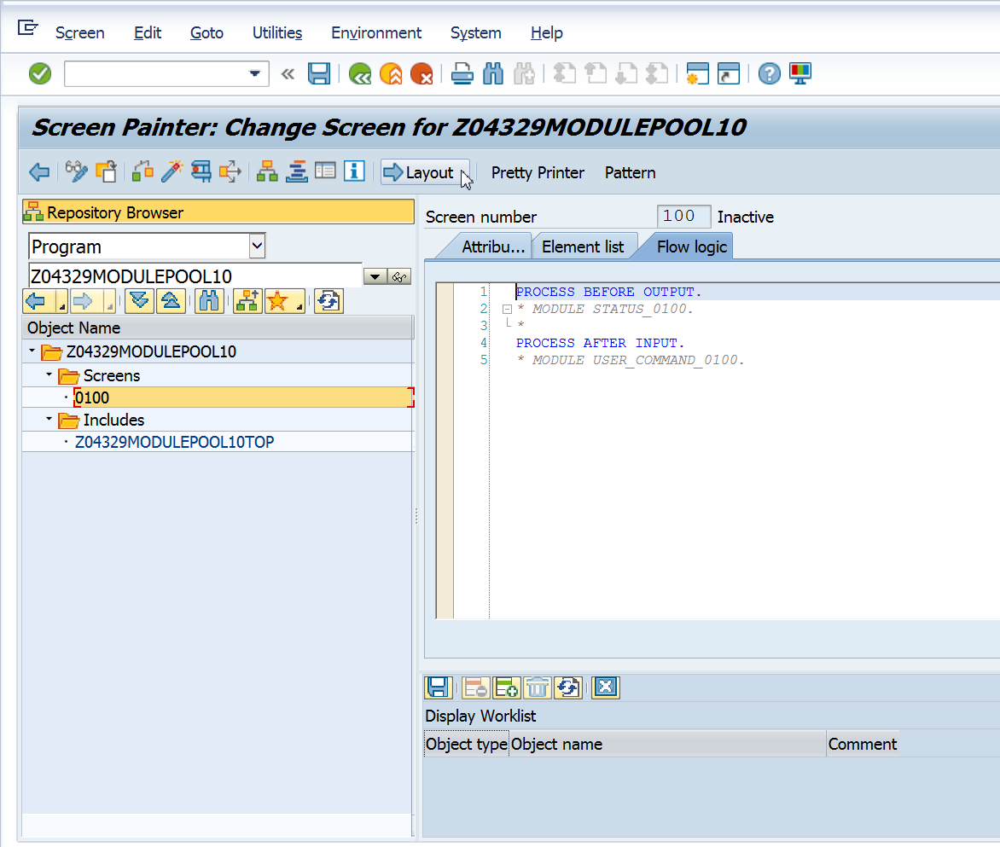 Screen Edit Goto Utilities Environment System Help
Screen Painter: Change Screen for Z04329MODULEPOOL10
Layout Pretty Printer Pattern
Repository Browser
Program
Z04329MODULEPOOL10
Object Name
Z04329MODULEPOOL10
Screens
0100
Includes
Z04329MODULEPOOL10TOP
Screen number 100 Inactive
Attribu... Element list Flow logic
1 PROCESS BEFORE OUTPUT.
2 * MODULE STATUS_0100.
3 *
4 PROCESS AFTER INPUT.
5 * MODULE USER_COMMAND_0100.
Display Worklist
Object type Object name Comment